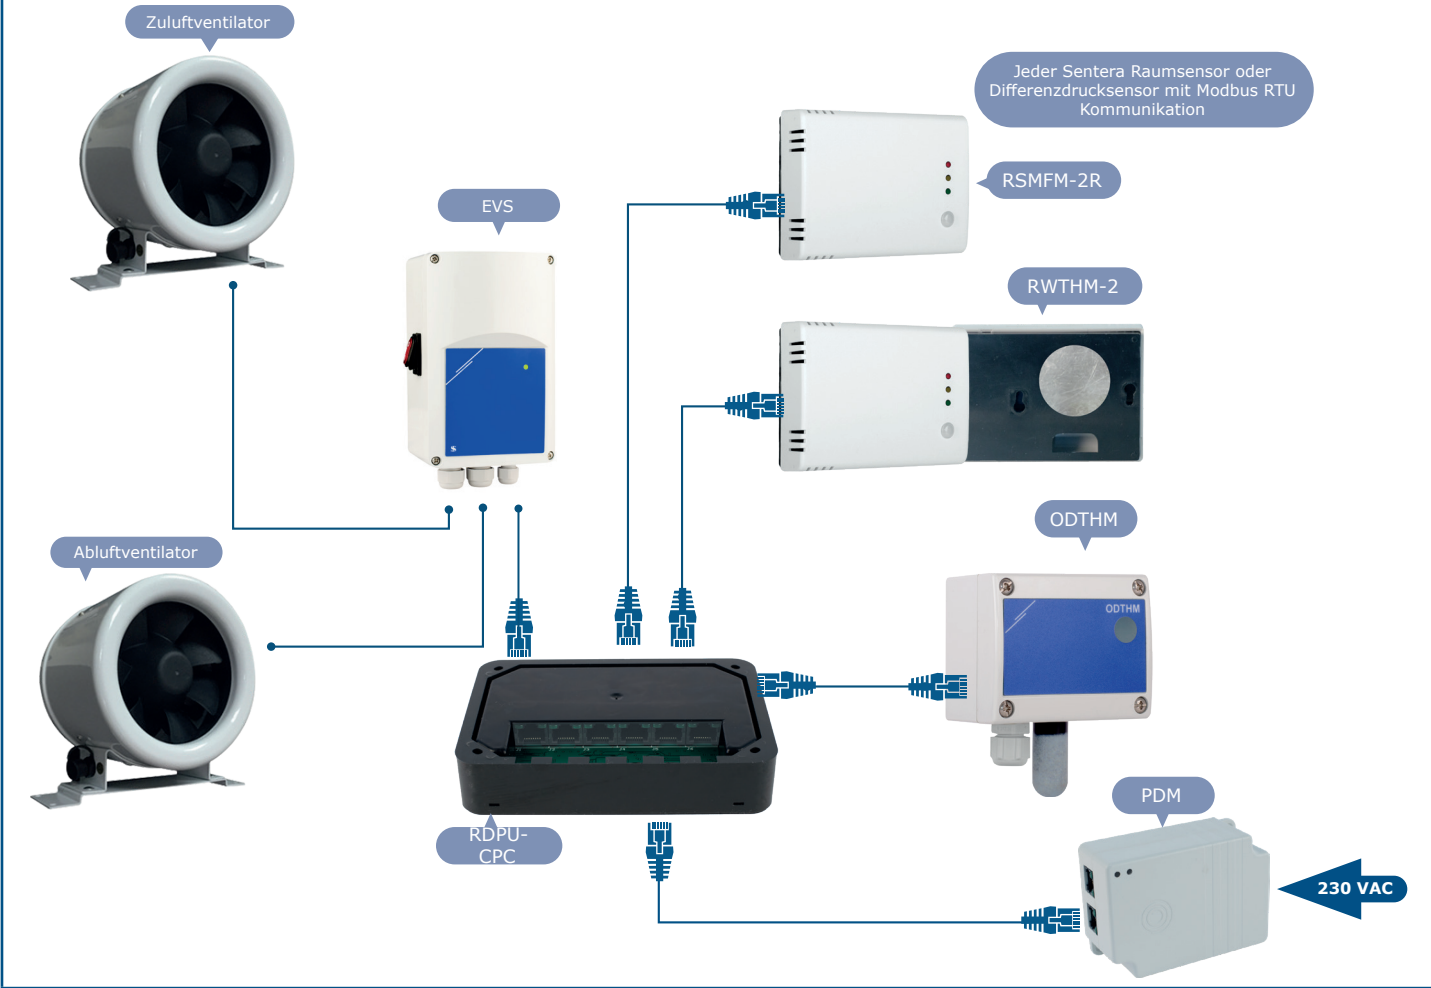 Zuluftventilator
Jeder Sentera Raumsensor oder
Differenzdrucksensor mit Modbus RTU
Kommunikation
RSMFM-2R
EVS
RWTHM-2
ODTHM
ODTHM
Abluftventilator
PDM
RDPU-
CPC
230 VAC